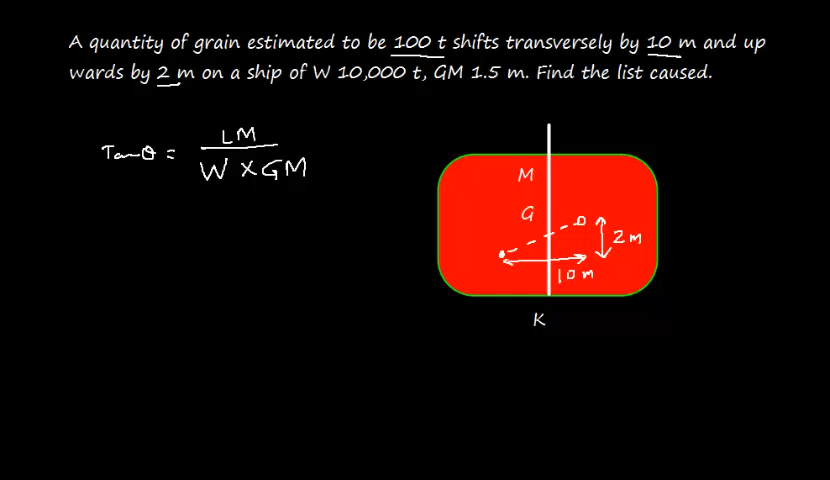 A quantity of grain estimated to be 100 t shifts transversely by 10 m and up
wards by 2 m on a ship of W 10,000 t, GM 1.5 m. Find the list caused.
Tanθ = LM / W X GM
M
G
2 m
10 m
K